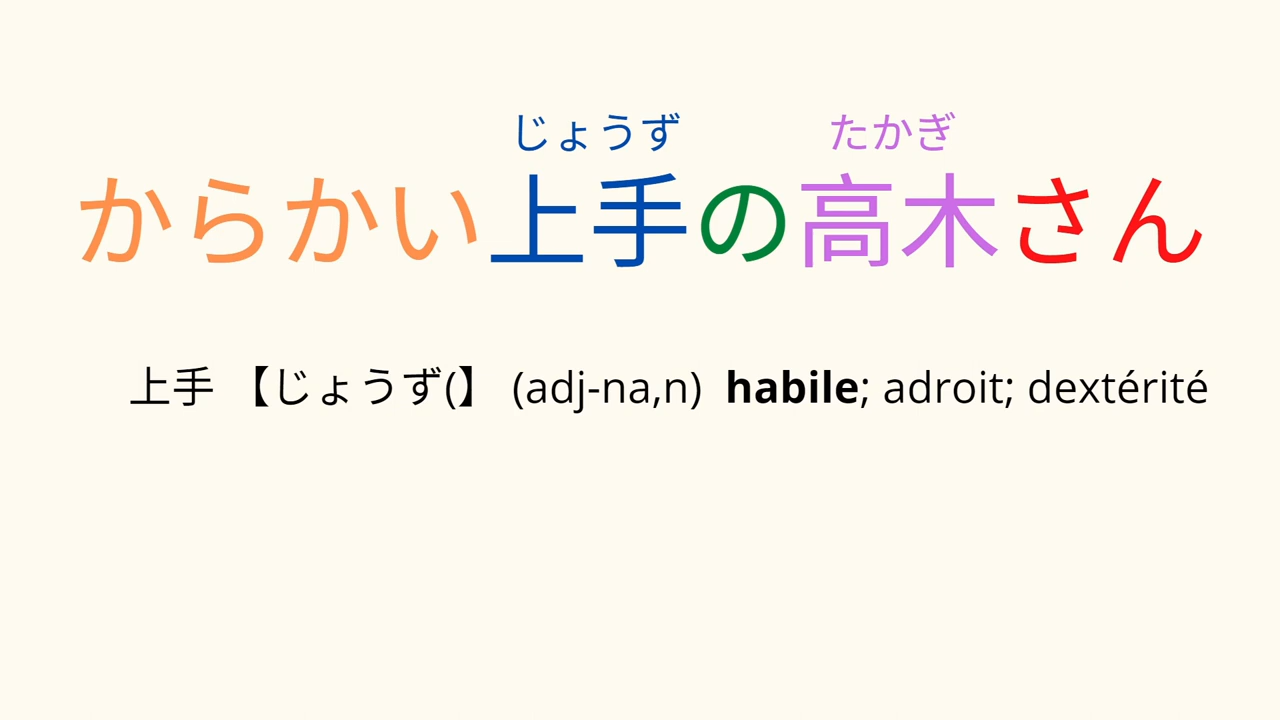 じょうず たかぎ
からかい上手の高木さん
上手 【じょうず(】 (adj-na,n) habile; adroit; dextérité